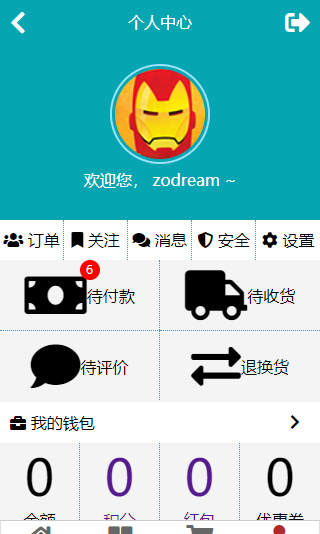 个人中心
欢迎您， zodream ~
订单 关注 消息 安全 设置
6
待付款 待收货
待评价 退换货
我的钱包
0 0 0 0
余额 积分 红包 优惠券